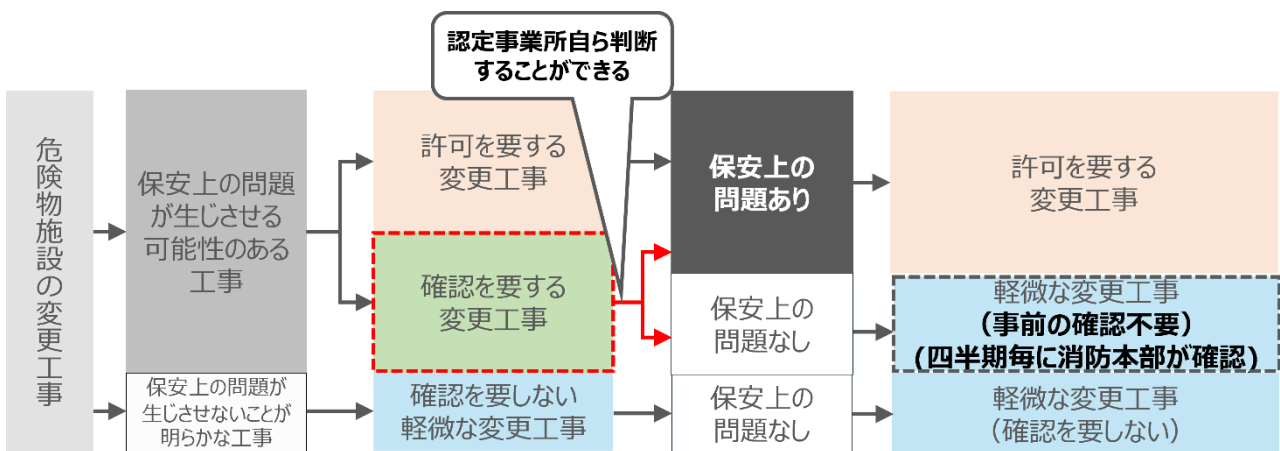 認定事業所自ら判断
することができる
危険物施設の変更工事
保安上の問題
が生じさせる
可能性のある
工事
保安上の問題が
生じさせないことが
明らかな工事
許可を要する
変更工事
確認を要する
変更工事
確認を要しない
軽微な変更工事
保安上の
問題あり
保安上の
問題なし
保安上の
問題なし
許可を要する
変更工事
軽微な変更工事
（事前の確認不要）
(四半期毎に消防本部が確認)
軽微な変更工事
（確認を要しない）